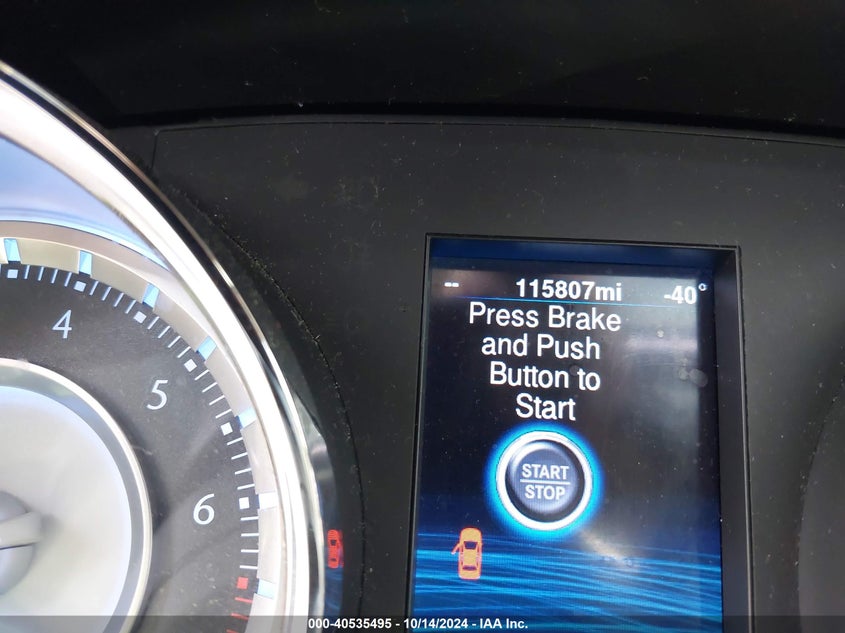 -- 115807mi -40°
Press Brake
and Push
Button to
Start
START
STOP
4
5
6
000-40535495 - 10/14/2024 - IAA Inc.